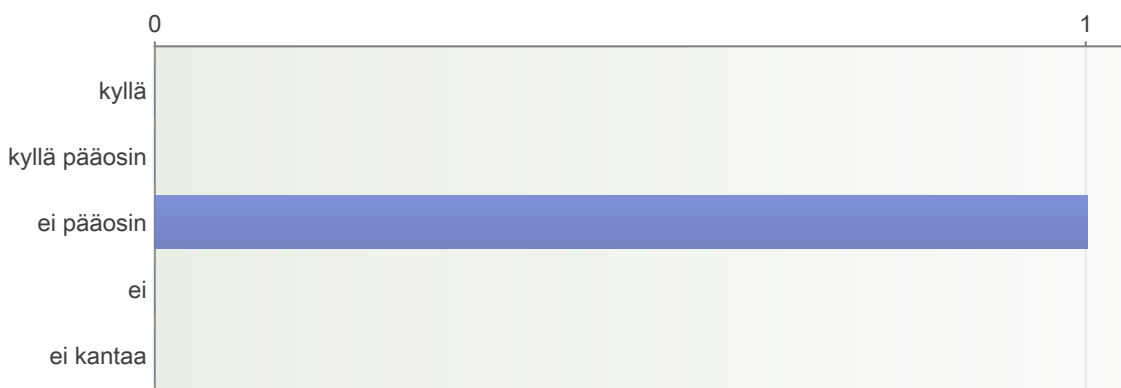 0 1
kyllä
kyllä pääosin
ei pääosin
ei
ei kantaa